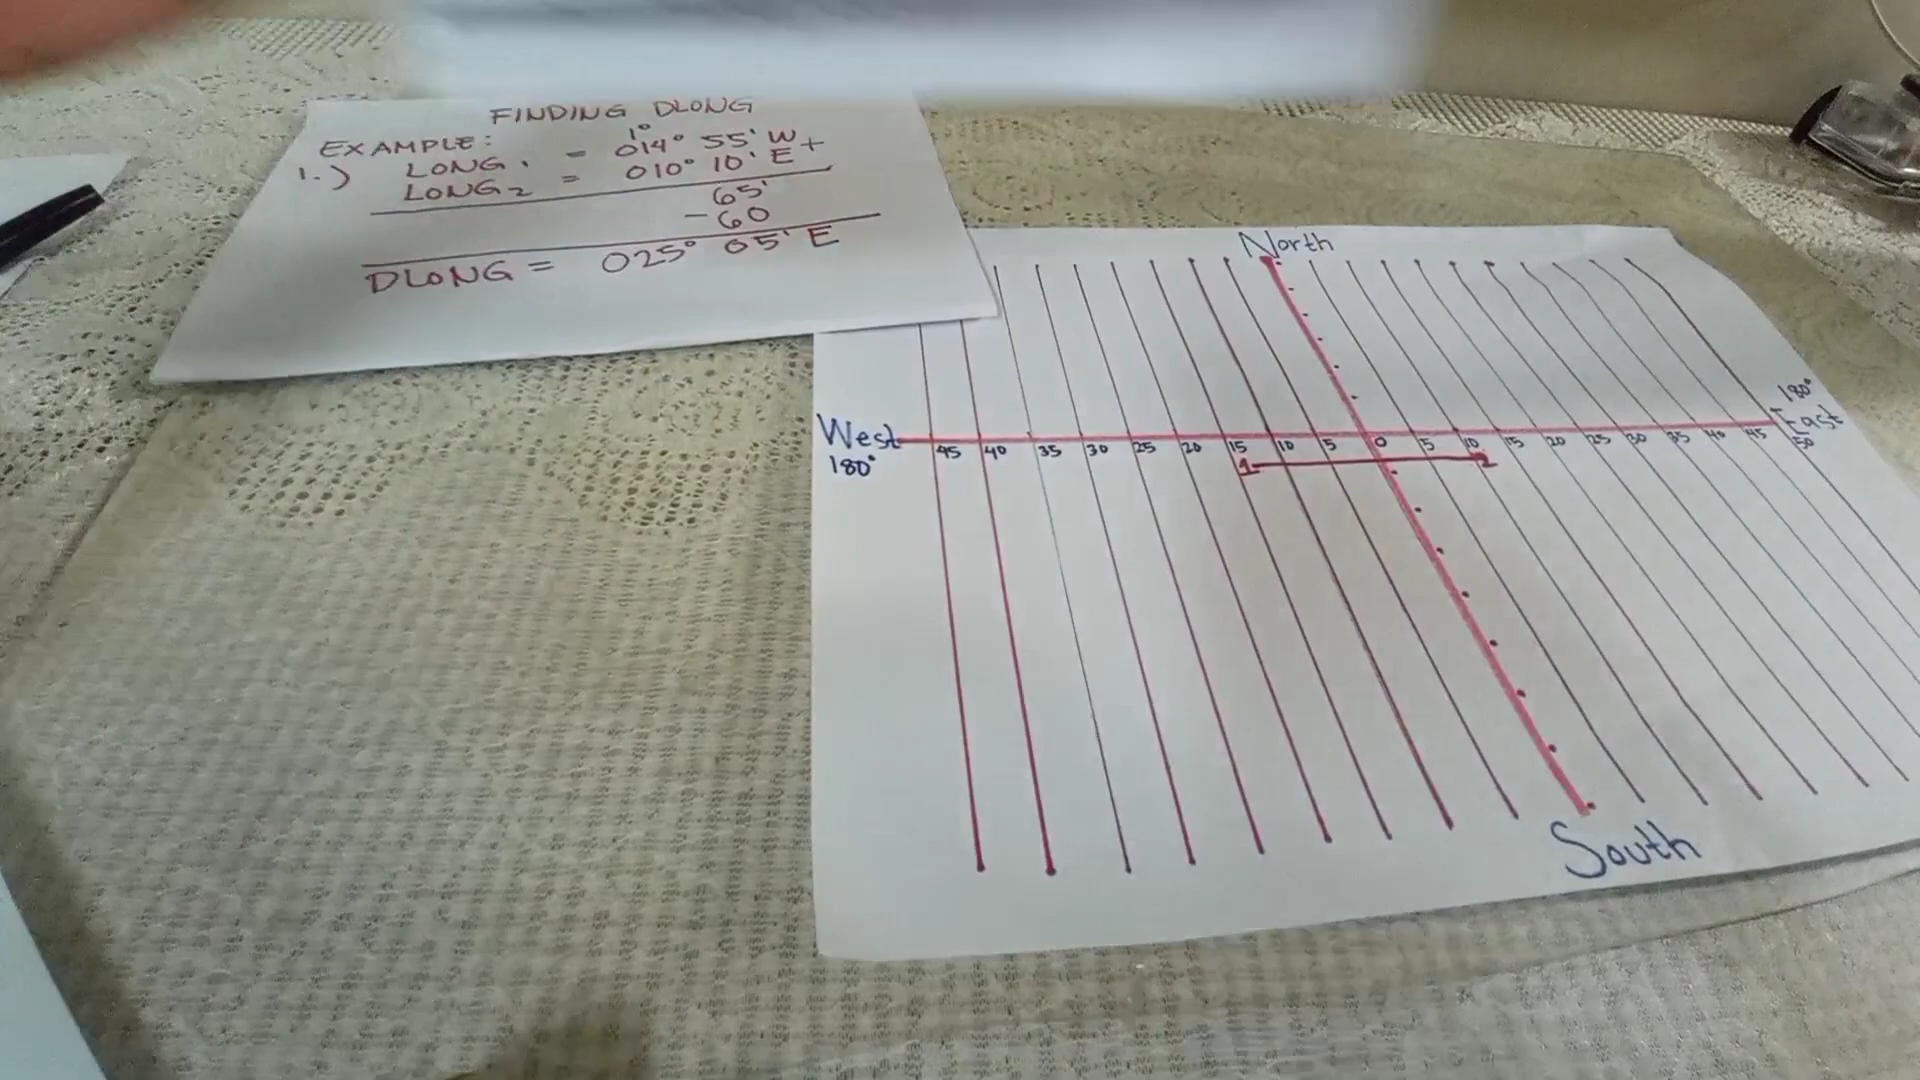 FINDING DLONG
EXAMPLE:
1°
1.) LONG₁ = 014° 55' W +
LONG₂ = 010° 10' E
65'
-60
DLONG = 025° 05' E
North
180°
West East
180°
45 40 35 30 25 20 15 10 5 0 5 10 15 20 25 30 35 40 45 50
1 2
South